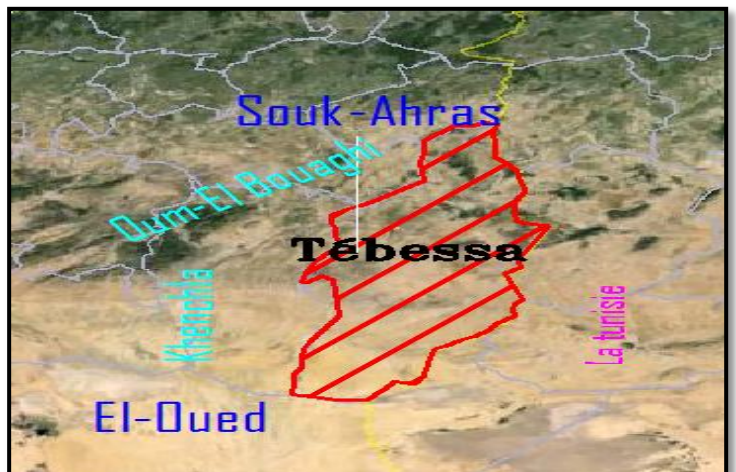 Souk-Ahras
Oum-El Bouaghi
Tébessa
Khenchla
La tunisie
El-Oued